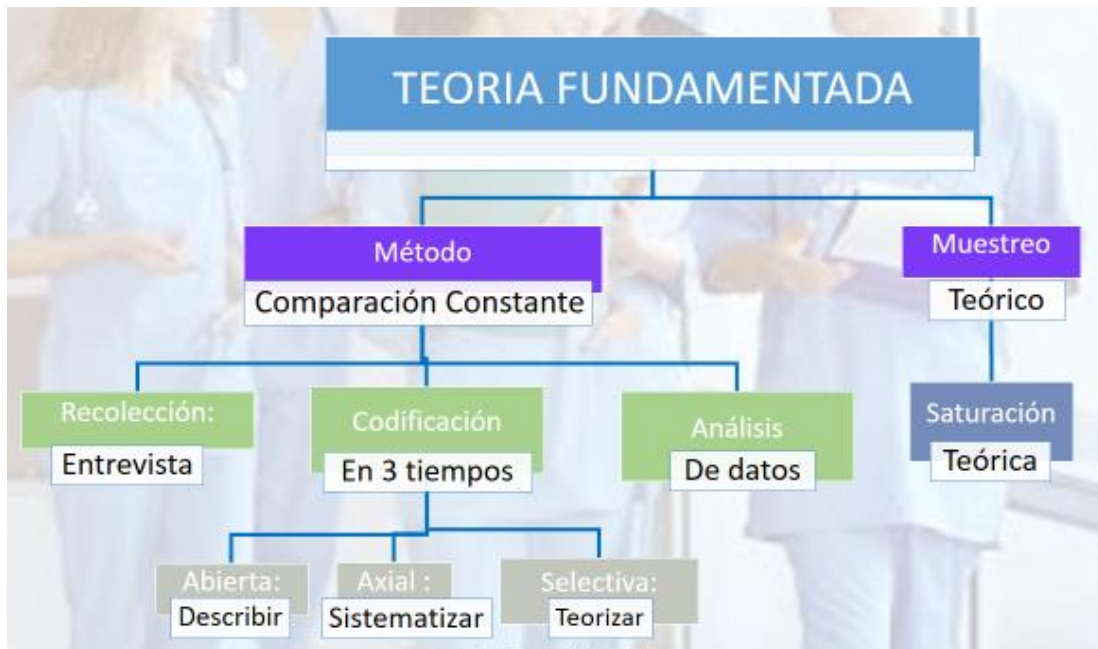 TEORIA FUNDAMENTADA
Método
Comparación Constante
Muestreo
Teórico
Recolección:
Entrevista
Codificación
En 3 tiempos
Análisis
De datos
Saturación
Teórica
Abierta:
Describir
Axial :
Sistematizar
Selectiva:
Teorizar